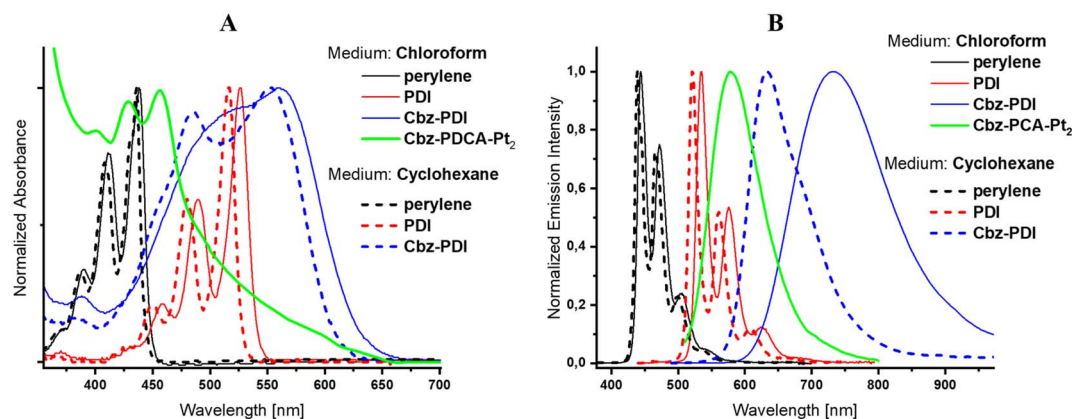 A
Medium: Chloroform
perylene
PDI
Cbz-PDI
Cbz-PDCA-Pt2
Medium: Cyclohexane
perylene
PDI
Cbz-PDI
Normalized Absorbance
400 450 500 550 600 650 700
Wavelength [nm]
B
Medium: Chloroform
perylene
PDI
Cbz-PDI
Cbz-PCA-Pt2
Medium: Cyclohexane
perylene
PDI
Cbz-PDI
Normalized Emission Intensity
1,0
0,8
0,6
0,4
0,2
0,0
400 500 600 700 800 900
Wavelength [nm]